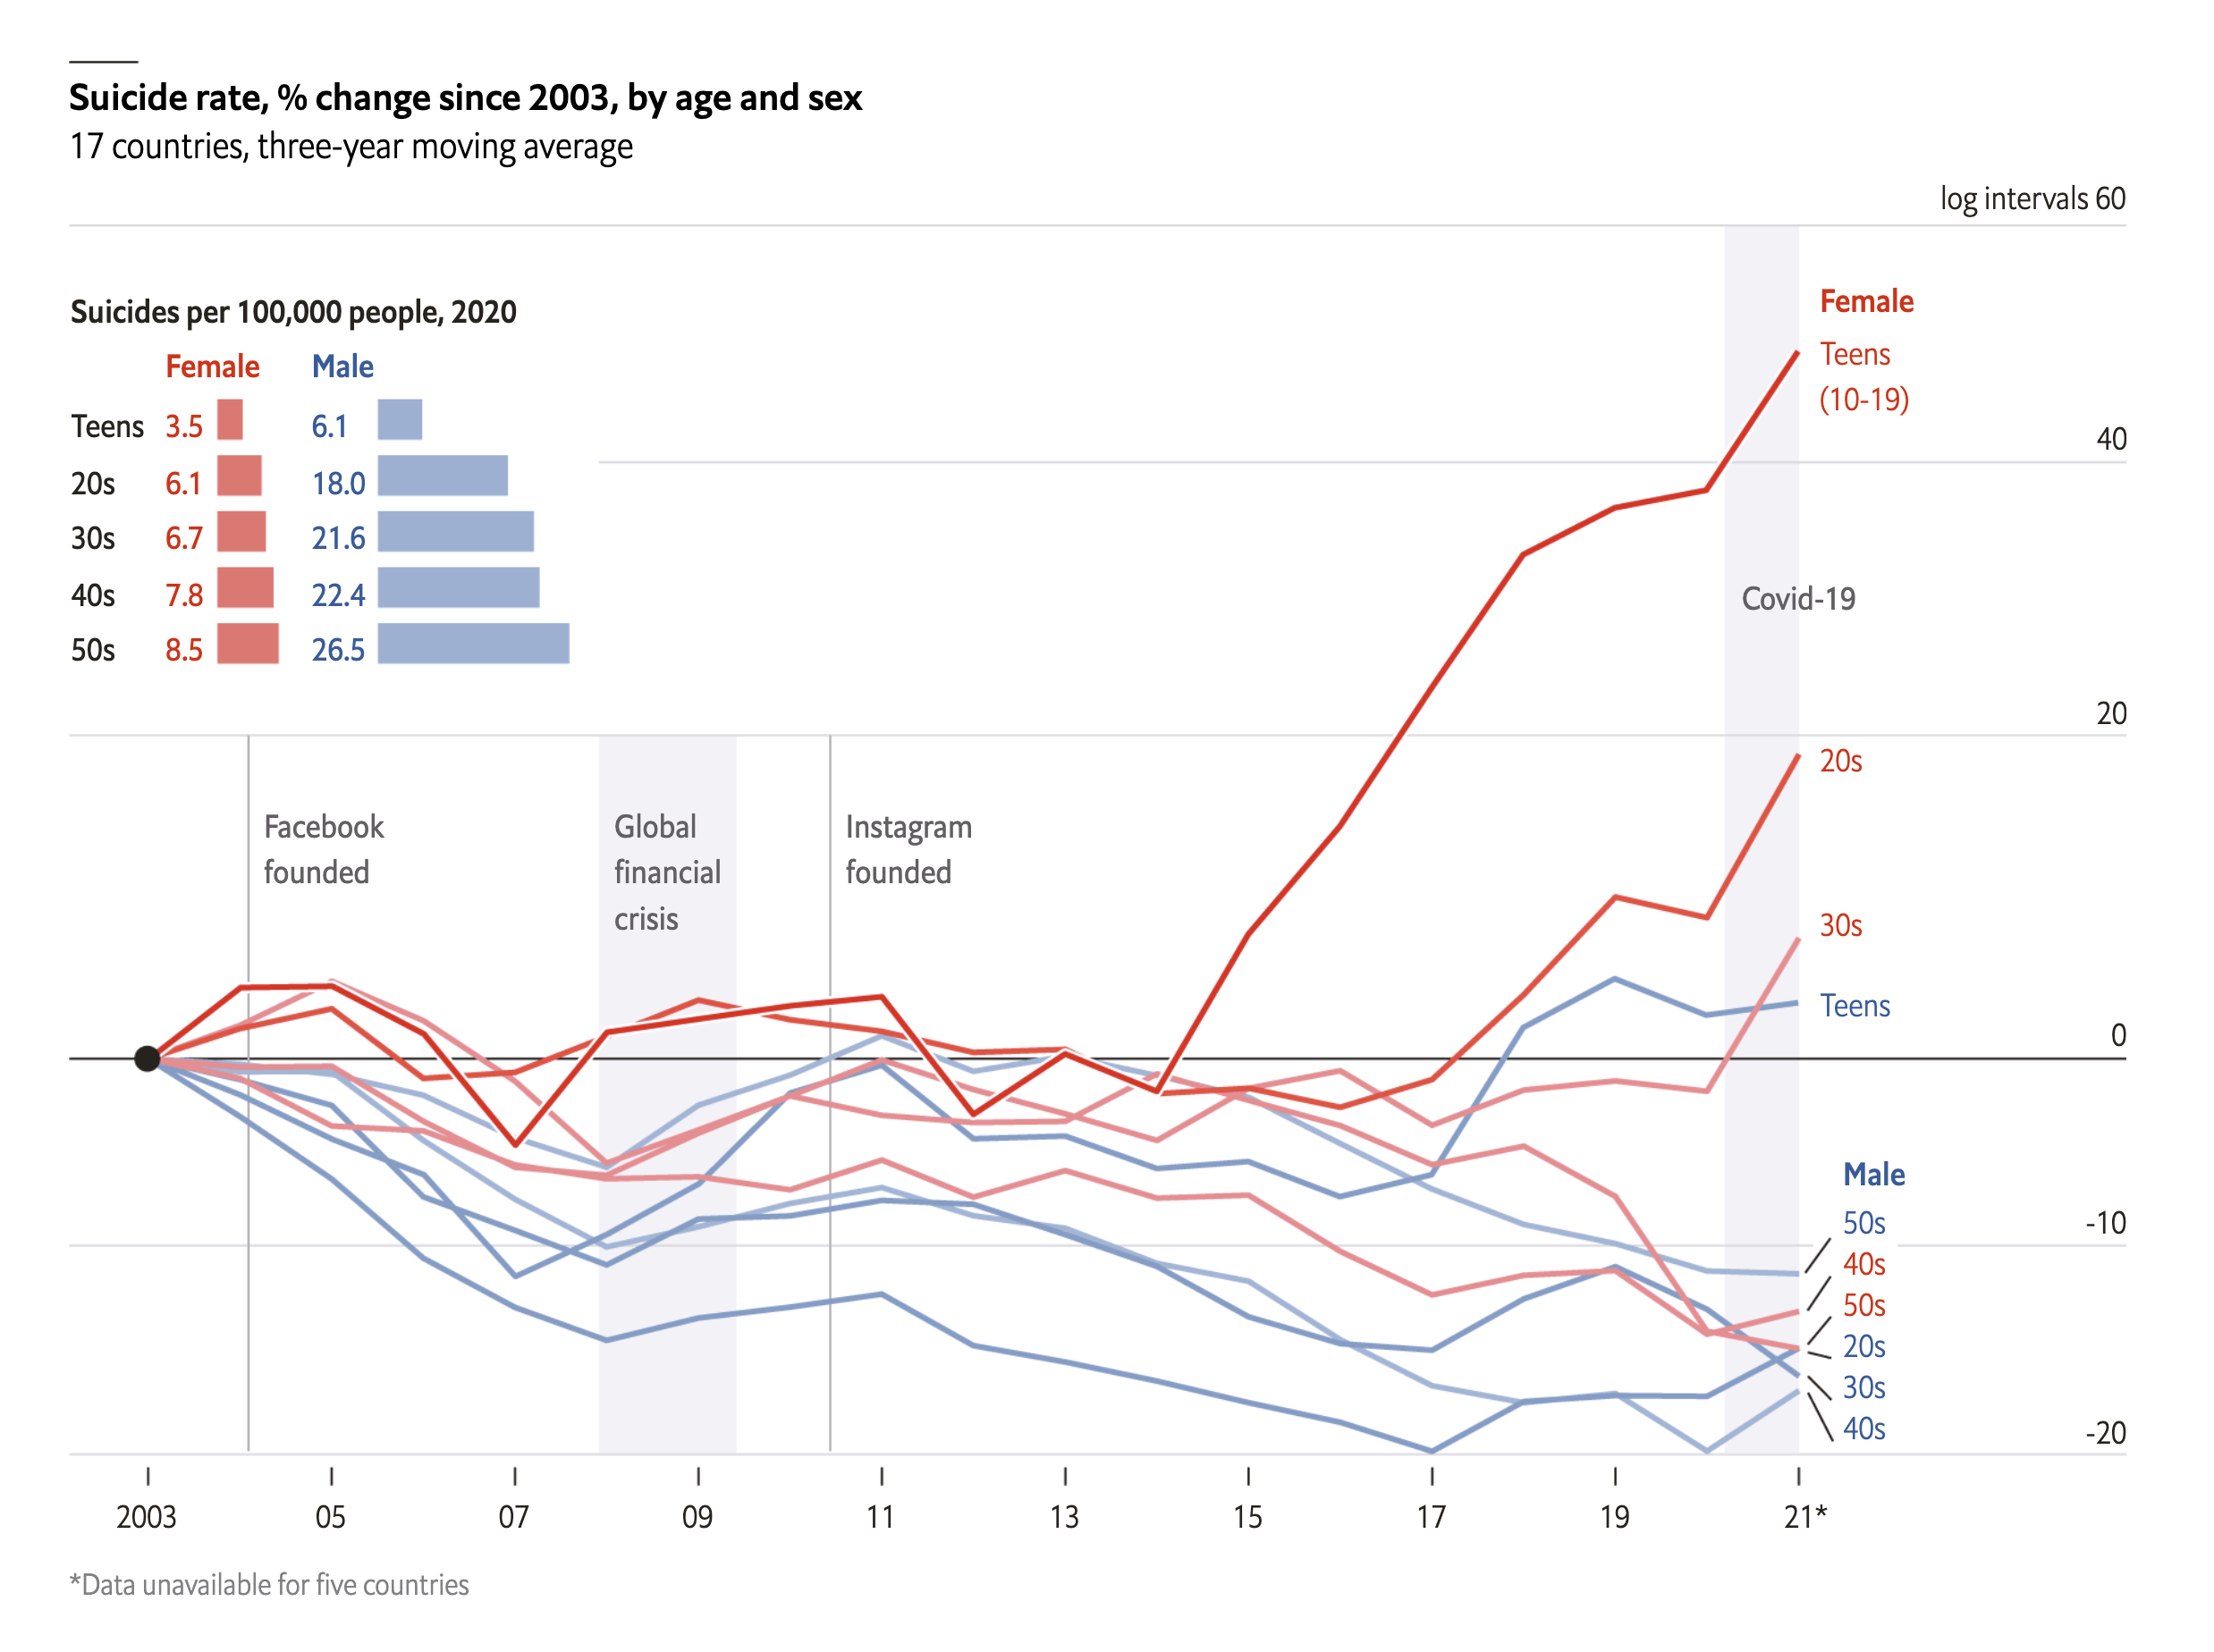 Suicide rate, % change since 2003, by age and sex
17 countries, three-year moving average
log intervals 60
Suicides per 100,000 people, 2020
Female Male
Teens 3.5 6.1
20s 6.1 18.0
30s 6.7 21.6
40s 7.8 22.4
50s 8.5 26.5
Female
Teens
(10-19)
40
Covid-19
20
20s
Facebook
founded
Global
financial
crisis
Instagram
founded
30s
Teens
0
Male
50s
-10
40s
50s
20s
30s
40s
-20
2003 05 07 09 11 13 15 17 19 21*
*Data unavailable for five countries